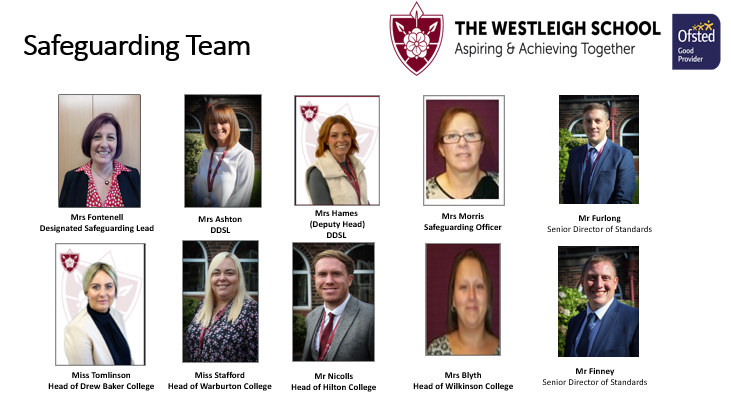 Safeguarding Team
THE WESTLEIGH SCHOOL
Aspiring & Achieving Together
Ofsted
Good
Provider
Mrs Fontenell
Designated Safeguarding Lead
Mrs Ashton
DDSL
Mrs Hames
(Deputy Head)
DDSL
Mrs Morris
Safeguarding Officer
Mr Furlong
Senior Director of Standards
Miss Tomlinson
Head of Drew Baker College
Miss Stafford
Head of Warburton College
Mr Nicolls
Head of Hilton College
Mrs Blyth
Head of Wilkinson College
Mr Finney
Senior Director of Standards